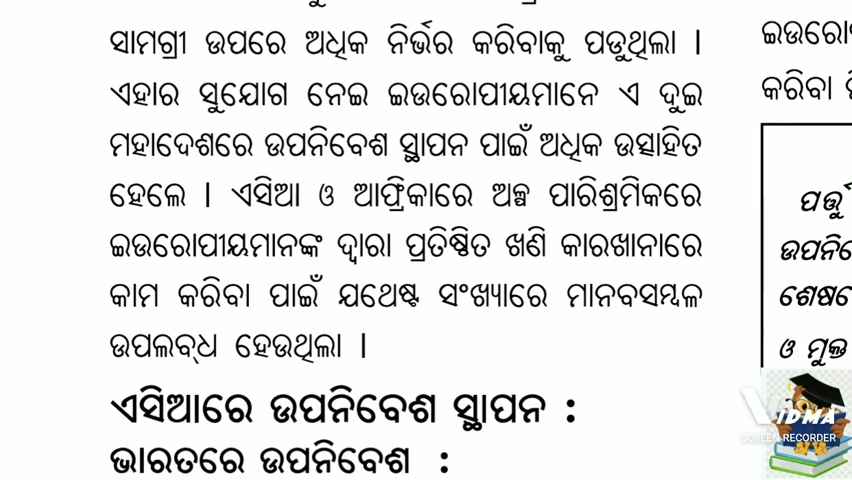 ସାମଗ୍ରୀ ଉପରେ ଅଧିକ ନିର୍ଭର କରିବାକୁ ପଡୁଥିଲା ।
ଏହାର ସୁଯୋଗ ନେଇ ଇଉରୋପୀୟମାନେ ଏ ଦୁଇ
ମହାଦେଶରେ ଉପନିବେଶ ସ୍ଥାପନ ପାଇଁ ଅଧିକ ଉତ୍ସାହିତ
ହେଲେ । ଏସିଆ ଓ ଆଫ୍ରିକାରେ ଅଳ୍ପ ପାରିଶ୍ରମିକରେ
ଇଉରୋପୀୟମାନଙ୍କ ଦ୍ୱାରା ପ୍ରତିଷ୍ଠିତ ଖଣି କାରଖାନାରେ
କାମ କରିବା ପାଇଁ ଯଥେଷ୍ଟ ସଂଖ୍ୟାରେ ମାନବସମ୍ବଳ
ଉପଲବ୍ଧ ହେଉଥିଲା ।
ଏସିଆରେ ଉପନିବେଶ ସ୍ଥାପନ :
ଭାରତରେ ଉପନିବେଶ :
କରିବା
ଓ ମୁକ୍ତ
VIDMA
SCREEN RECORDER